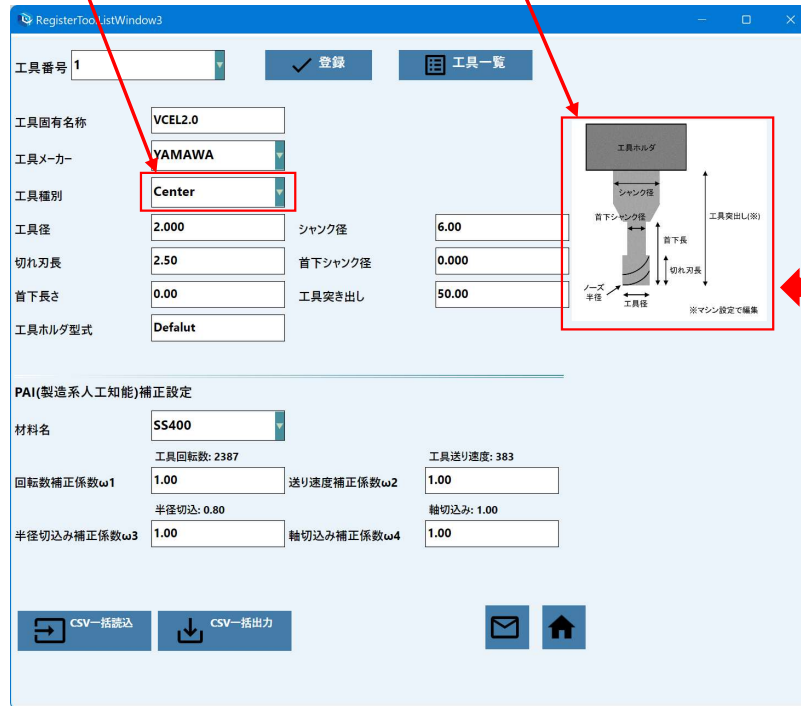 RegisterToolListWindow3
工具番号 1 登録 工具一覧
工具固有名称 VCEL2.0
工具メーカー YAMAWA
工具種別 Center
工具径 2.000 シャンク径 6.00
切れ刃長 2.50 首下シャンク径 0.000
首下長さ 0.00 工具突き出し 50.00
工具ホルダ型式 Defalut
工具ホルダ
シャンク径
首下シャンク径
工具突出し(※)
首下長
切れ刃長
ノーズ
半径
工具径
※マシン設定で編集
PAI(製造系人工知能)補正設定
材料名 SS400
工具回転数: 2387 工具送り速度: 383
回転数補正係数ω1 1.00 送り速度補正係数ω2 1.00
半径切込: 0.80 軸切込み: 1.00
半径切込み補正係数ω3 1.00 軸切込み補正係数ω4 1.00
CSV一括読込 CSV一括出力